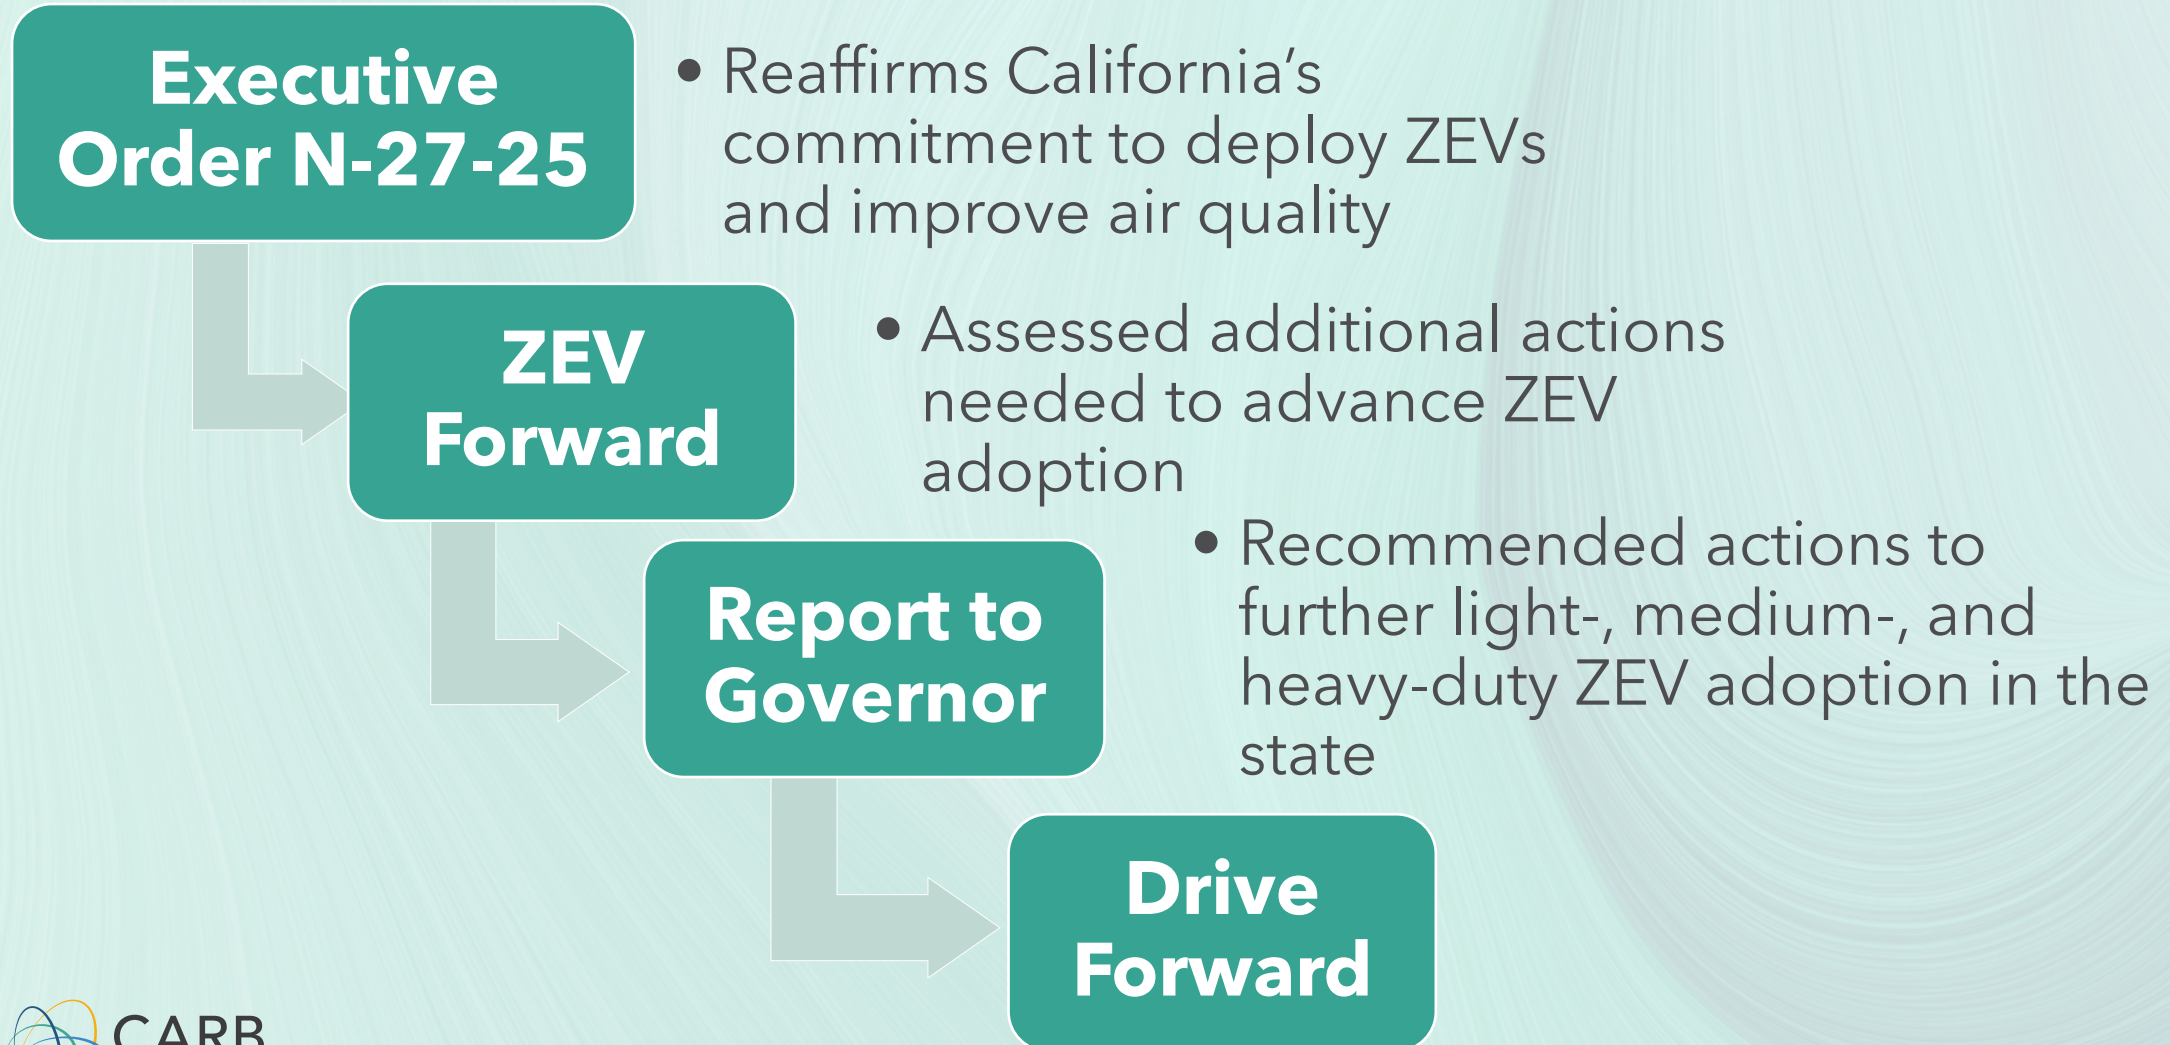 Executive
Order N-27-25
• Reaffirms California’s
commitment to deploy ZEVs
and improve air quality
ZEV
Forward
• Assessed additional actions
needed to advance ZEV
adoption
Report to
Governor
• Recommended actions to
further light-, medium-, and
heavy-duty ZEV adoption in the
state
Drive
Forward
CARB